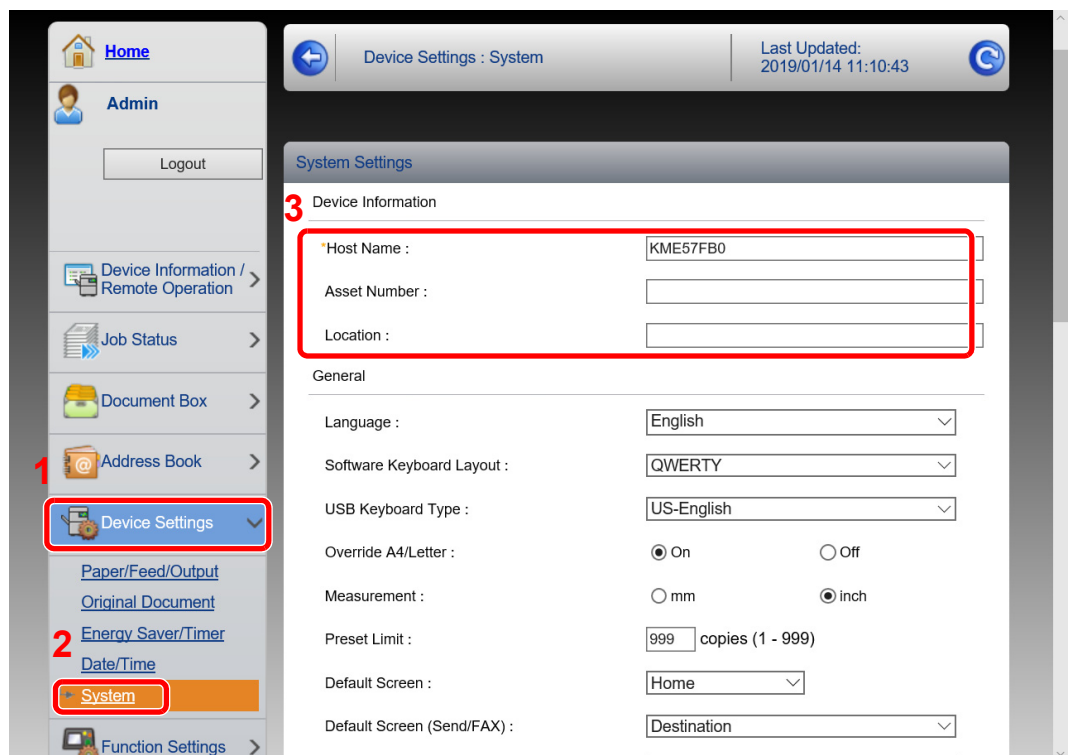 Home
Admin
Logout
Device Information /
Remote Operation
Job Status
Document Box
1
Address Book
Device Settings
Paper/Feed/Output
Original Document
2
Energy Saver/Timer
Date/Time
System
Function Settings
Device Settings : System
Last Updated:
2019/01/14 11:10:43
System Settings
3
Device Information
*Host Name : KME57FB0
Asset Number :
Location :
General
Language : English
Software Keyboard Layout : QWERTY
USB Keyboard Type : US-English
Override A4/Letter : On Off
Measurement : mm inch
Preset Limit : 999 copies (1 - 999)
Default Screen : Home
Default Screen (Send/FAX) : Destination